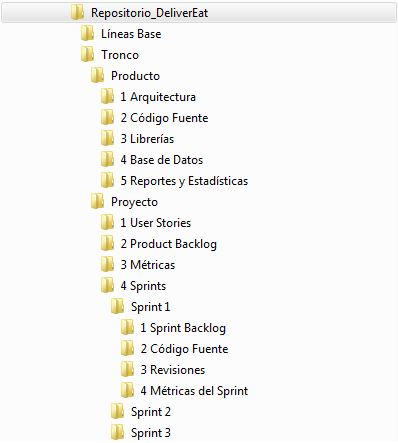 Repositorio_DeliverEat
Líneas Base
Tronco
Producto
1 Arquitectura
2 Código Fuente
3 Librerías
4 Base de Datos
5 Reportes y Estadísticas
Proyecto
1 User Stories
2 Product Backlog
3 Métricas
4 Sprints
Sprint 1
1 Sprint Backlog
2 Código Fuente
3 Revisiones
4 Métricas del Sprint
Sprint 2
Sprint 3